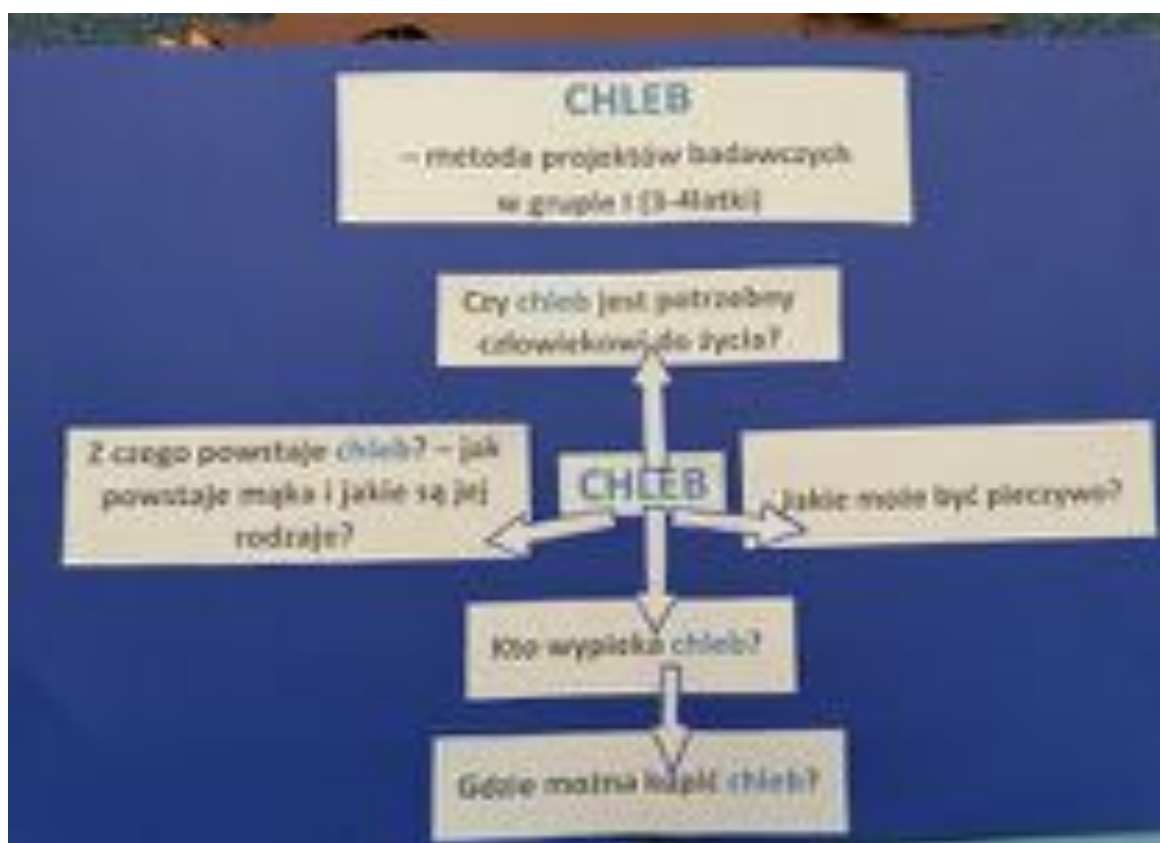 CHLEB
– metoda projektów badawczych
w grupie I (3-4latki)
Czy chleb jest potrzebny
człowiekowi do życia?
Z czego powstaje chleb? – jak
powstaje mąka i jakie są jej
rodzaje?
CHLEB
Jakie może być pieczywo?
Kto wypieka chleb?
Gdzie można kupić chleb?